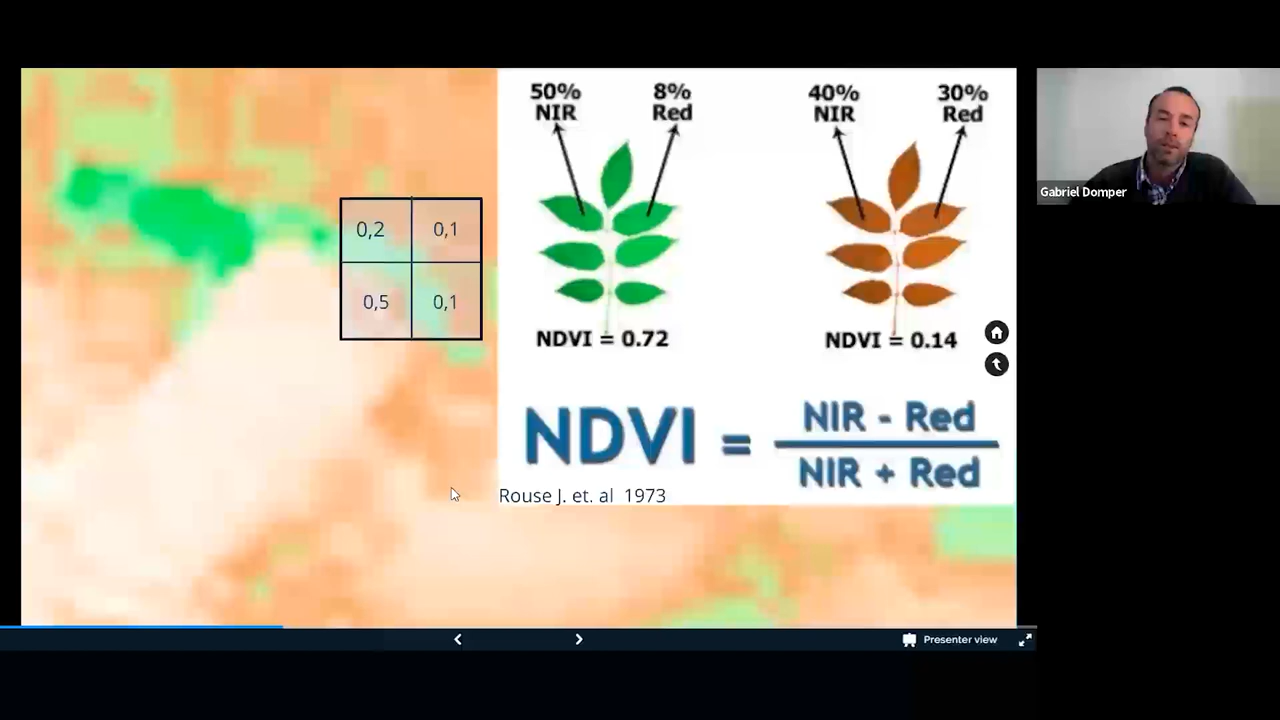 50% 8% 40% 30%
NIR Red NIR Red
Gabriel Domper
0,2 0,1
0,5 0,1
NDVI = 0.72 NDVI = 0.14
NDVI = NIR - Red
NIR + Red
Rouse J. et. al 1973
Presenter view